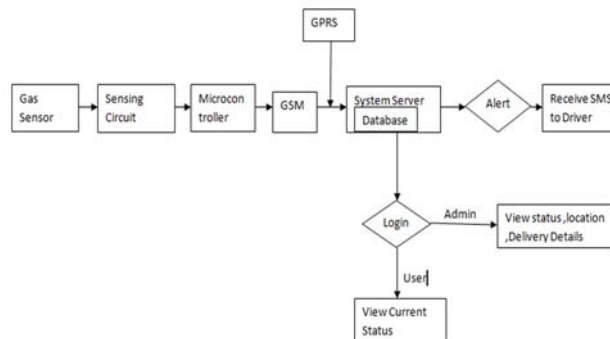 GPRS
Gas
Sensor
Sensing
Circuit
Microcon
troller
GSM
System Server
Database
Alert
Receive SMS
to Driver
Login
Admin
View status ,location
,Delivery Details
User
View Current
Status